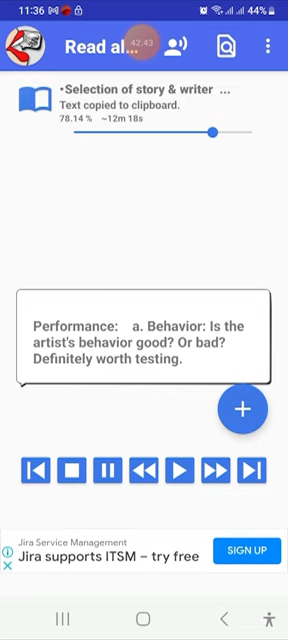 11:36 44%
Read al... 42:43
•Selection of story & writer ...
Text copied to clipboard.
78.14 % ~12m 18s
Performance: a. Behavior: Is the
artist's behavior good? Or bad?
Definitely worth testing.
Jira Service Management
Jira supports ITSM – try free
SIGN UP